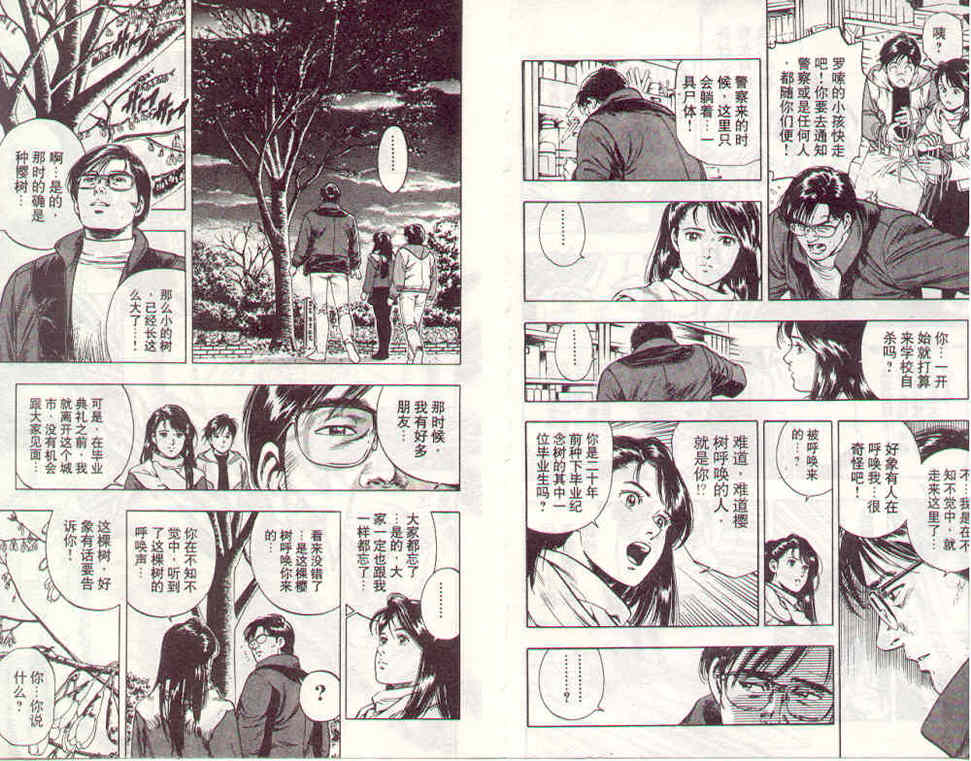 咦?
罗嗦的小孩快走
吧!你要去通知
警察或是任何人
,都随你们便!
警察来的时
候,这里只
会躺着…一
具尸体!
………
你…一开
始就打算
来学校自
杀吗?
不…我是在不
知不觉中,就
走来这里了…
好象有人在
呼唤我…很
奇怪吧!
被呼唤来
的…?
难道,难道樱
树呼唤的人,
就是你!?
你是二十年
前种下毕业纪
念树的其中一
位毕业生吗?
………?
………
啊…是的,
那时的确是
种樱树…
那么小的树
,已经长这
么大了…!
那时候,
我有好多
朋友…
可是,在毕业
典礼之前,我
就离开这个城
市,没有机会
跟大家见面…
………
大家都忘了
…是的,大
家一定也跟我
一样都忘了…
看来没错了
…是这棵樱
树呼唤你来
的…
?
你在不知不
觉中,听到
了这棵树的
呼唤声…
这棵树,好
象有话要告
诉你!
你…你说
什么?